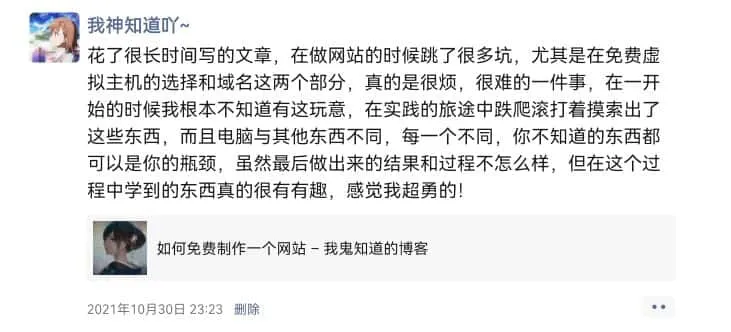 我神知道吖~
花了很长时间写的文章，在做网站的时候跳了很多坑，尤其是在免费虚
拟主机的选择和域名这两个部分，真的是很烦，很难的一件事，在一开
始的时候我根本不知道有这玩意，在实践的旅途中跌爬滚打着摸索出了
这些东西，而且电脑与其他东西不同，每一个不同，你不知道的东西都
可以是你的瓶颈，虽然最后做出来的结果和过程不怎么样，但在这个过
程中学到的东西真的很有有趣，感觉我超勇的！
如何免费制作一个网站 – 我鬼知道的博客
2021年10月30日 23:23 删除